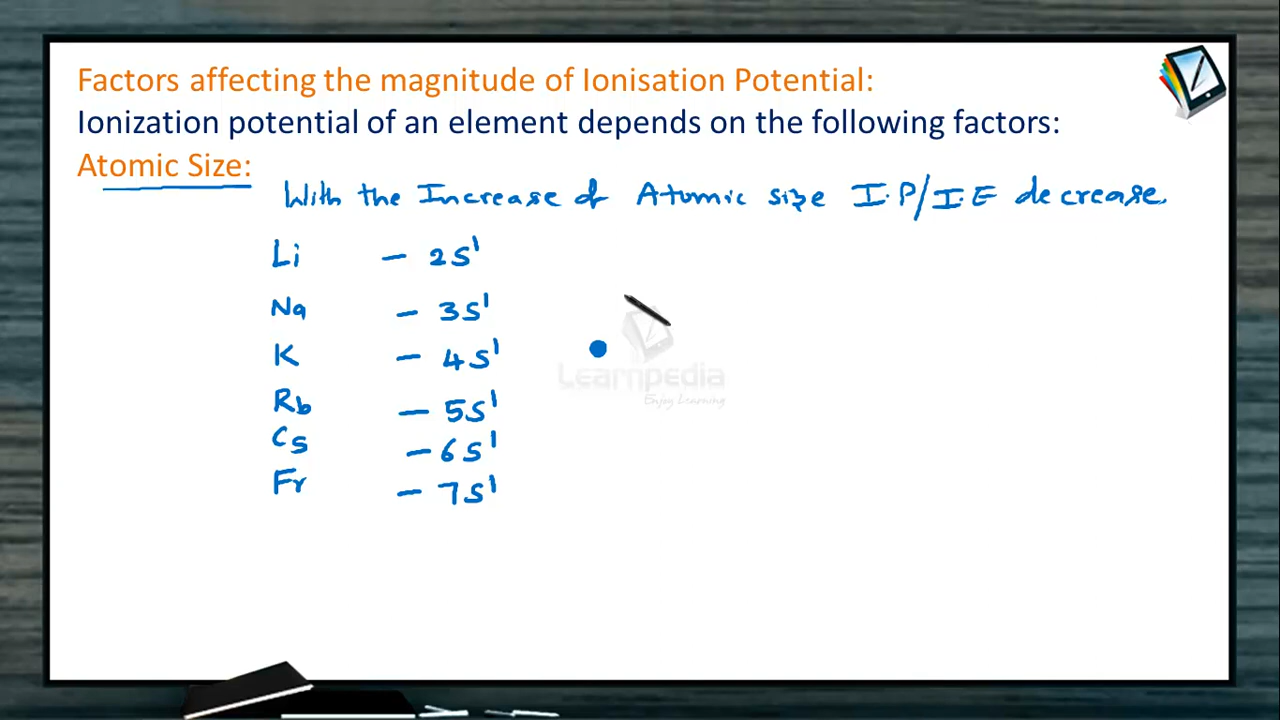 Factors affecting the magnitude of Ionisation Potential:
Ionization potential of an element depends on the following factors:
Atomic Size:
With the Increase of Atomic size I.P/I.E decrease.
Li – 2S¹
Na – 3S¹
K – 4S¹
Rb – 5S¹
Cs – 6S¹
Fr – 7S¹
Learnpedia
Enjoy Learning